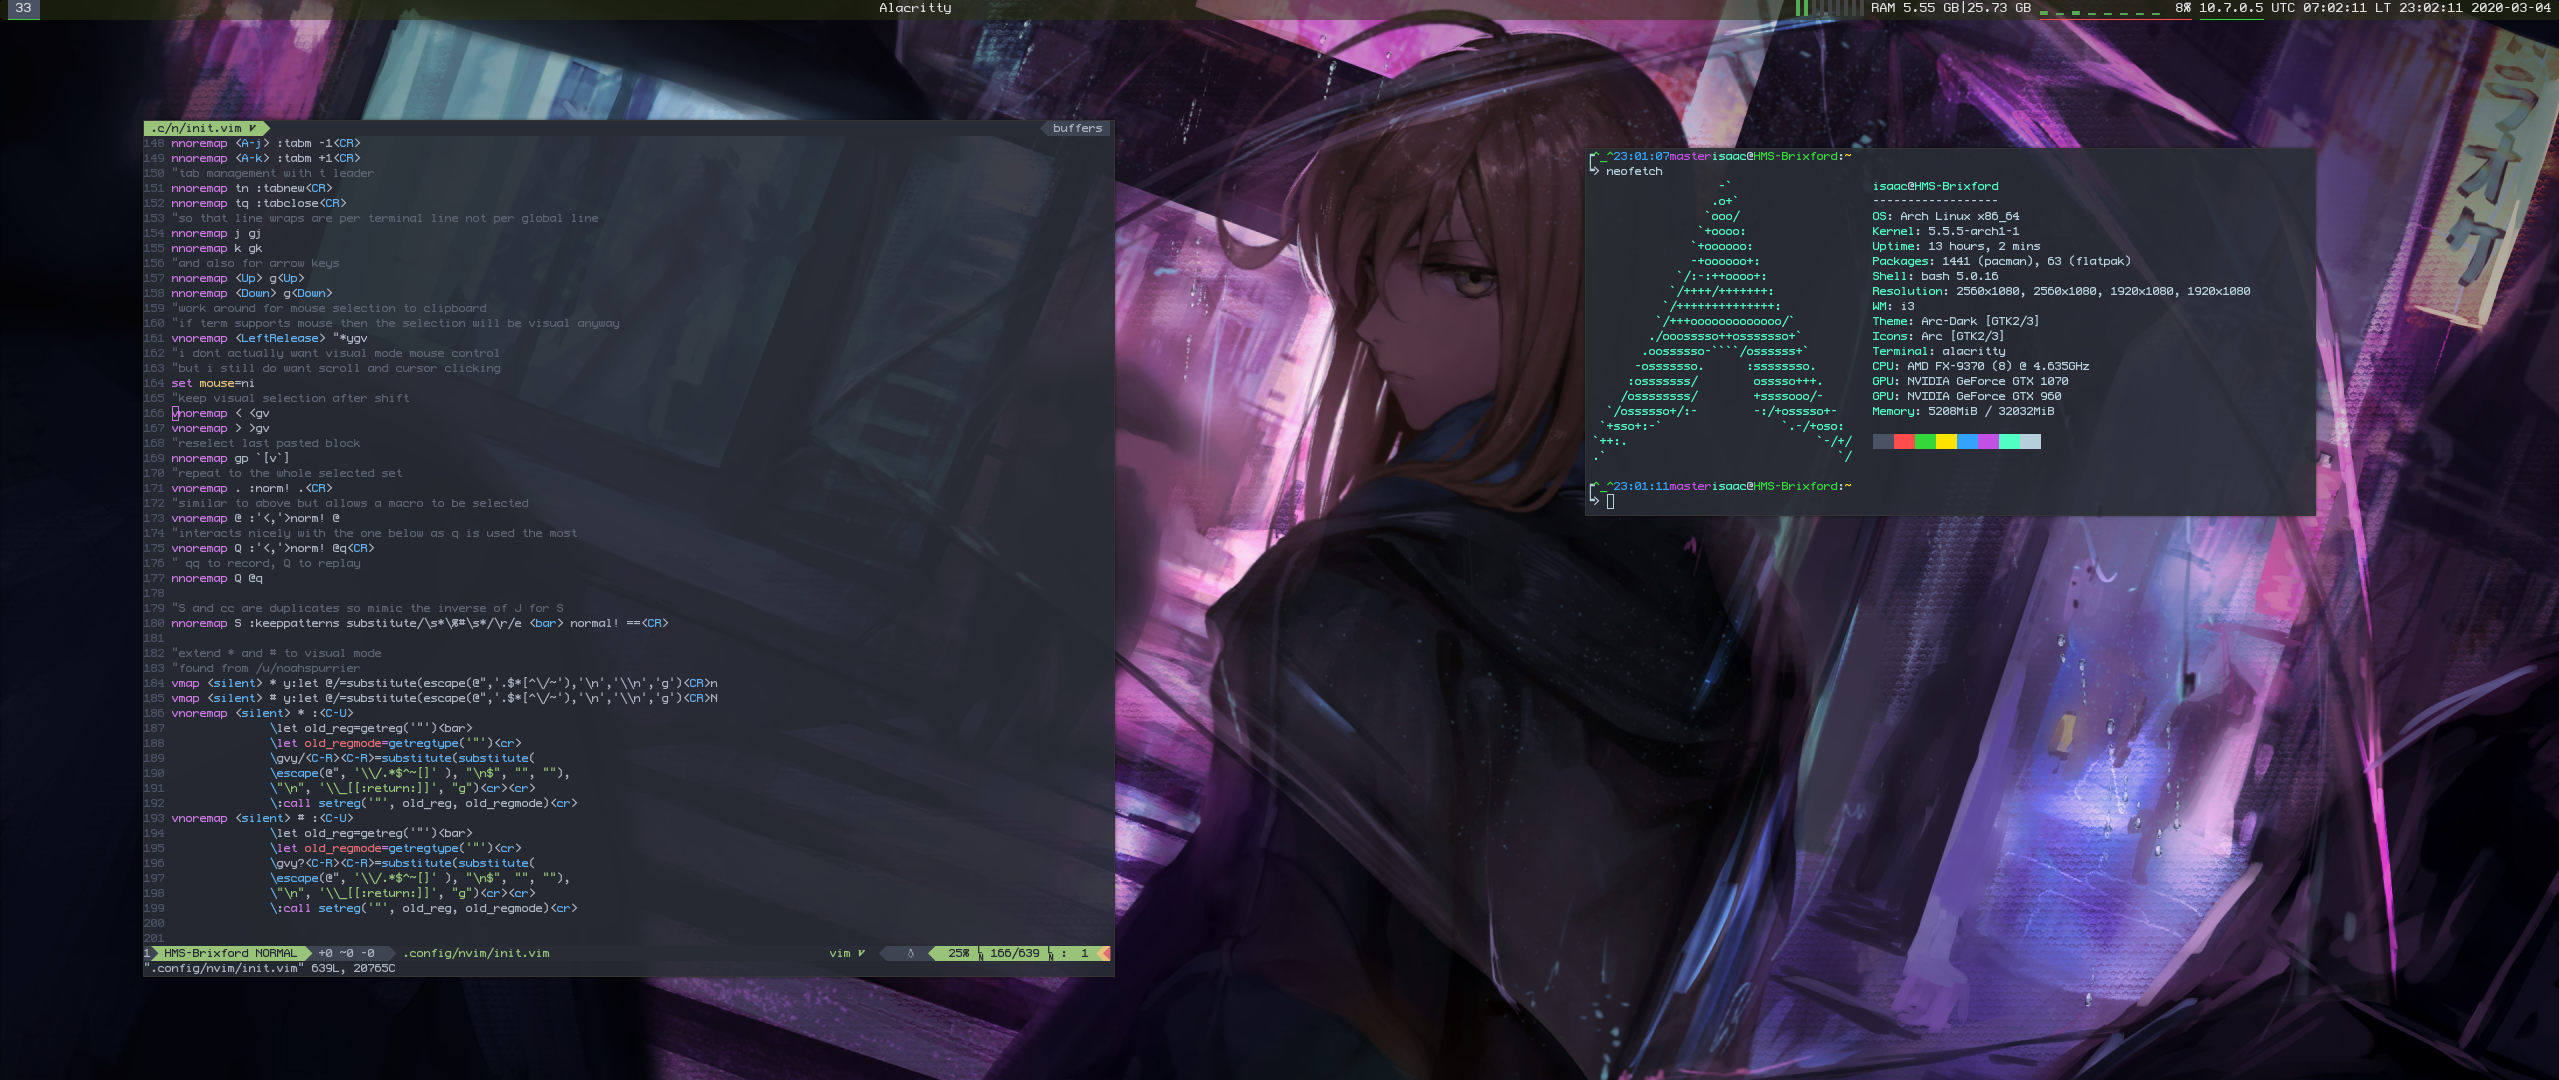 33
Alacritty
RAM 5.55 GB|25.73 GB 8% 10.7.0.5 UTC 07:02:11 LT 23:02:11 2020-03-04
.c/n/init.vim
buffers
148 nnoremap <A-j> :tabm -1<CR>
149 nnoremap <A-k> :tabm +1<CR>
150 "tab management with t leader
151 nnoremap tn :tabnew<CR>
152 nnoremap tq :tabclose<CR>
153 "so that line wraps are per terminal line not per global line
154 nnoremap j gj
155 nnoremap k gk
156 "and also for arrow keys
157 nnoremap <Up> g<Up>
158 nnoremap <Down> g<Down>
159 "work around for mouse selection to clipboard
160 "if term supports mouse then the selection will be visual anyway
161 vnoremap <LeftRelease> "*ygv
162 "i dont actually want visual mode mouse control
163 "but i still do want scroll and cursor clicking
164 set mouse=ni
165 "keep visual selection after shift
166 vnoremap < <gv
167 vnoremap > >gv
168 "reselect last pasted block
169 nnoremap gp `[v`]
170 "repeat to the whole selected set
171 vnoremap . :norm! .<CR>
172 "similar to above but allows a macro to be selected
173 vnoremap @ :'<,'>norm! @
174 "interacts nicely with the one below as q is used the most
175 vnoremap Q :'<,'>norm! @q<CR>
176 " qq to record, Q to replay
177 nnoremap Q @q
178
179 "S and cc are duplicates so mimic the inverse of J for S
180 nnoremap S :keeppatterns substitute/\s*\%#\s*/\r/e <bar> normal! ==<CR>
181
182 "extend * and # to visual mode
183 "found from /u/noahspurrier
184 vmap <silent> * y:let @/=substitute(escape(@",'.$*[^\/~'),'\n','\\n','g')<CR>n
185 vmap <silent> # y:let @/=substitute(escape(@",'.$*[^\/~'),'\n','\\n','g')<CR>N
186 vnoremap <silent> * :<C-U>
187 \let old_reg=getreg('"')<bar>
188 \let old_regmode=getregtype('"')<cr>
189 \gvy/<C-R><C-R>=substitute(substitute(
190 \escape(@", '\\/.*$^~[]' ), "\n$", "", ""),
191 \"\n", '\\_[[:return:]]', "g")<cr><cr>
192 \:call setreg('"', old_reg, old_regmode)<cr>
193 vnoremap <silent> # :<C-U>
194 \let old_reg=getreg('"')<bar>
195 \let old_regmode=getregtype('"')<cr>
196 \gvy?<C-R><C-R>=substitute(substitute(
197 \escape(@", '\\/.*$^~[]' ), "\n$", "", ""),
198 \"\n", '\\_[[:return:]]', "g")<cr><cr>
199 \:call setreg('"', old_reg, old_regmode)<cr>
200
201
1 HMS-Brixford NORMAL +0 ~0 -0 .config/nvim/init.vim vim 25% 166/639 : 1
".config/nvim/init.vim" 639L, 20765C
^_^23:01:07masterisaac@HMS-Brixford:~
> neofetch
isaac@HMS-Brixford
------------------
OS: Arch Linux x86_64
Kernel: 5.5.5-arch1-1
Uptime: 13 hours, 2 mins
Packages: 1441 (pacman), 63 (flatpak)
Shell: bash 5.0.16
Resolution: 2560x1080, 2560x1080, 1920x1080, 1920x1080
WM: i3
Theme: Arc-Dark [GTK2/3]
Icons: Arc [GTK2/3]
Terminal: alacritty
CPU: AMD FX-9370 (8) @ 4.635GHz
GPU: NVIDIA GeForce GTX 1070
GPU: NVIDIA GeForce GTX 960
Memory: 5208MiB / 32032MiB
^_^23:01:11masterisaac@HMS-Brixford:~
>
ラオケ